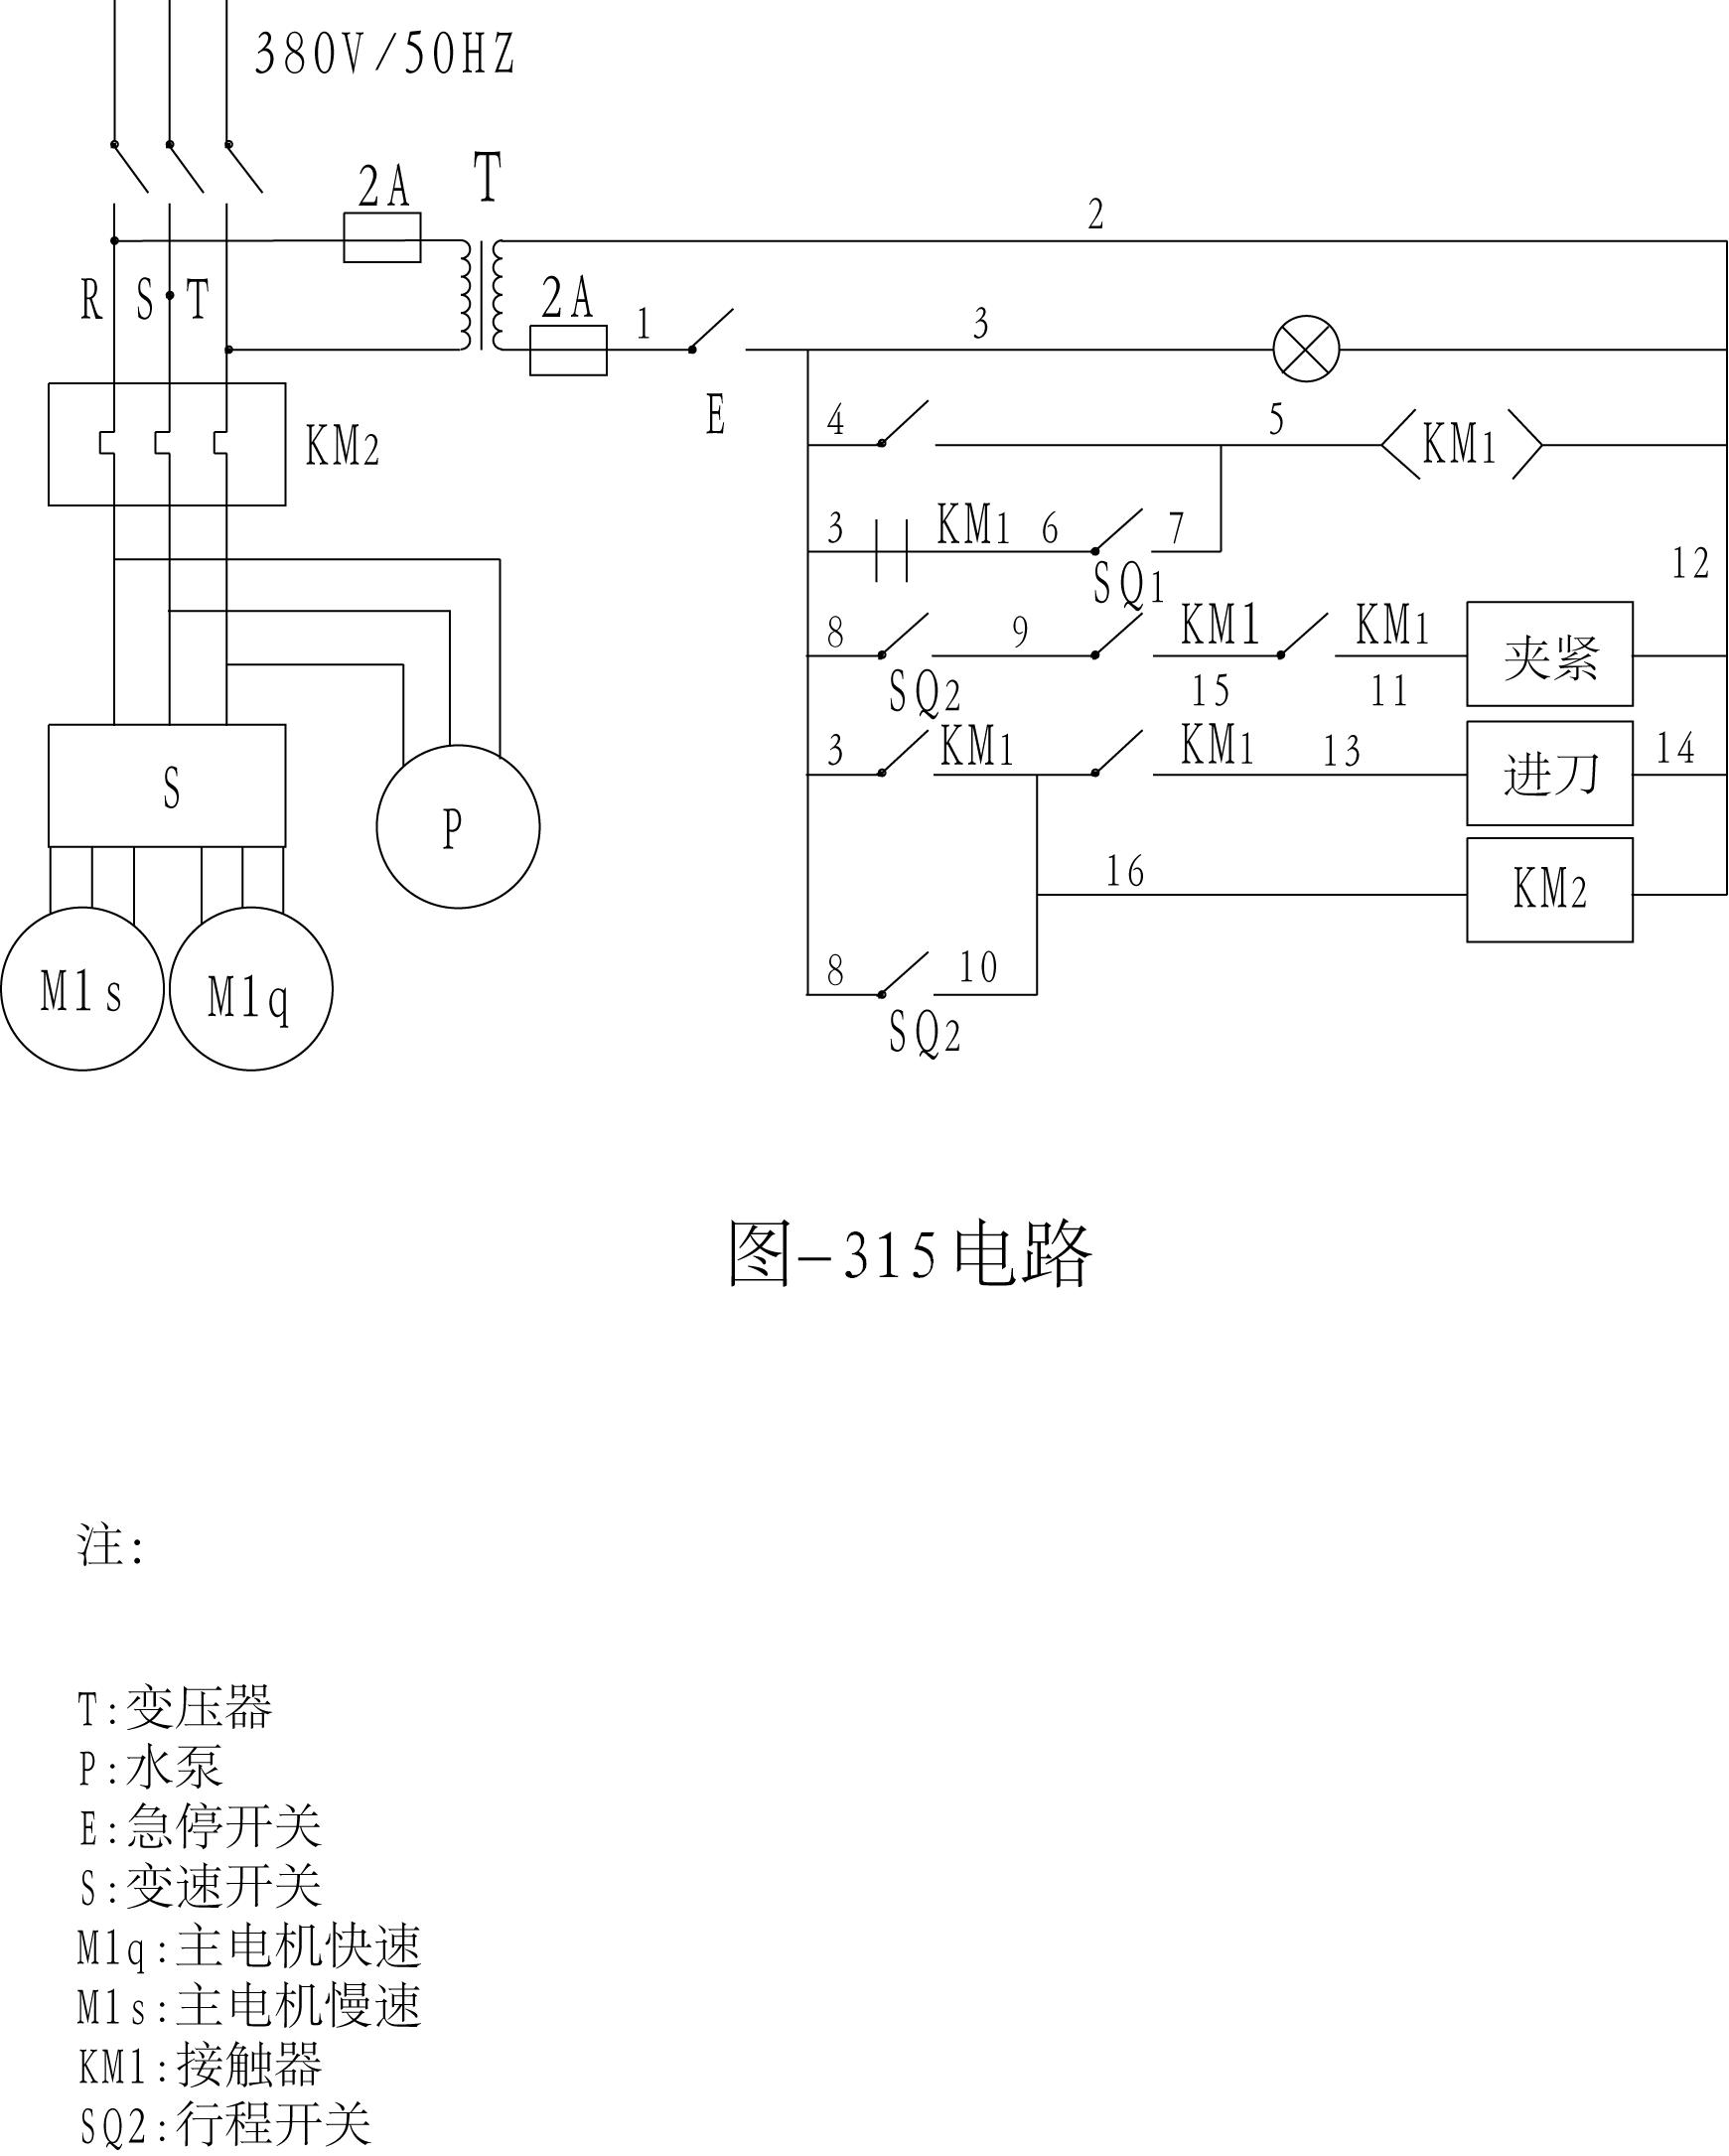 380V/50HZ
2A T
2
R S T
2A 1 3
E
KM2
4 5 KM1
3 KM1 6 7
SQ1
12
8 9 KM1 KM1 夹紧
SQ2 15 11
3 KM1 KM1 13 进刀 14
S
P
16 KM2
M1s M1q
8 10
SQ2
图-315电路
注:
T:变压器
P:水泵
E:急停开关
S:变速开关
M1q:主电机快速
M1s:主电机慢速
KM1:接触器
SQ2:行程开关